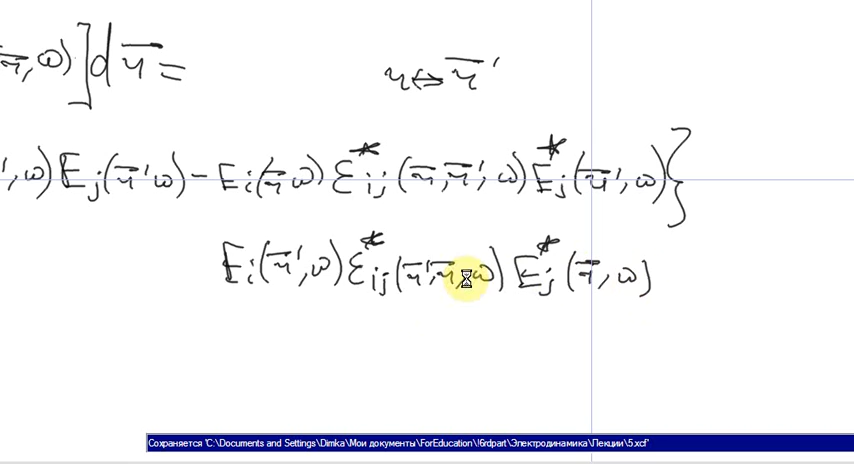 r̅, ω)]d r̅ =
r ⇔ r̅'
', ω) E_j(r̅' ω) − E_i(r̅ ω) ε*_ij(r̅, r̅', ω) E*_j(r̅', ω)}
E_i(r̅', ω) ε*_ij(r̅', r̅, ω) E*_j(r̅, ω)
Сохраняется 'C:\Documents and Settings\Dimka\Мои документы\ForEducation\!6rdpart\Электродинамика\Лекции\5.xcf'